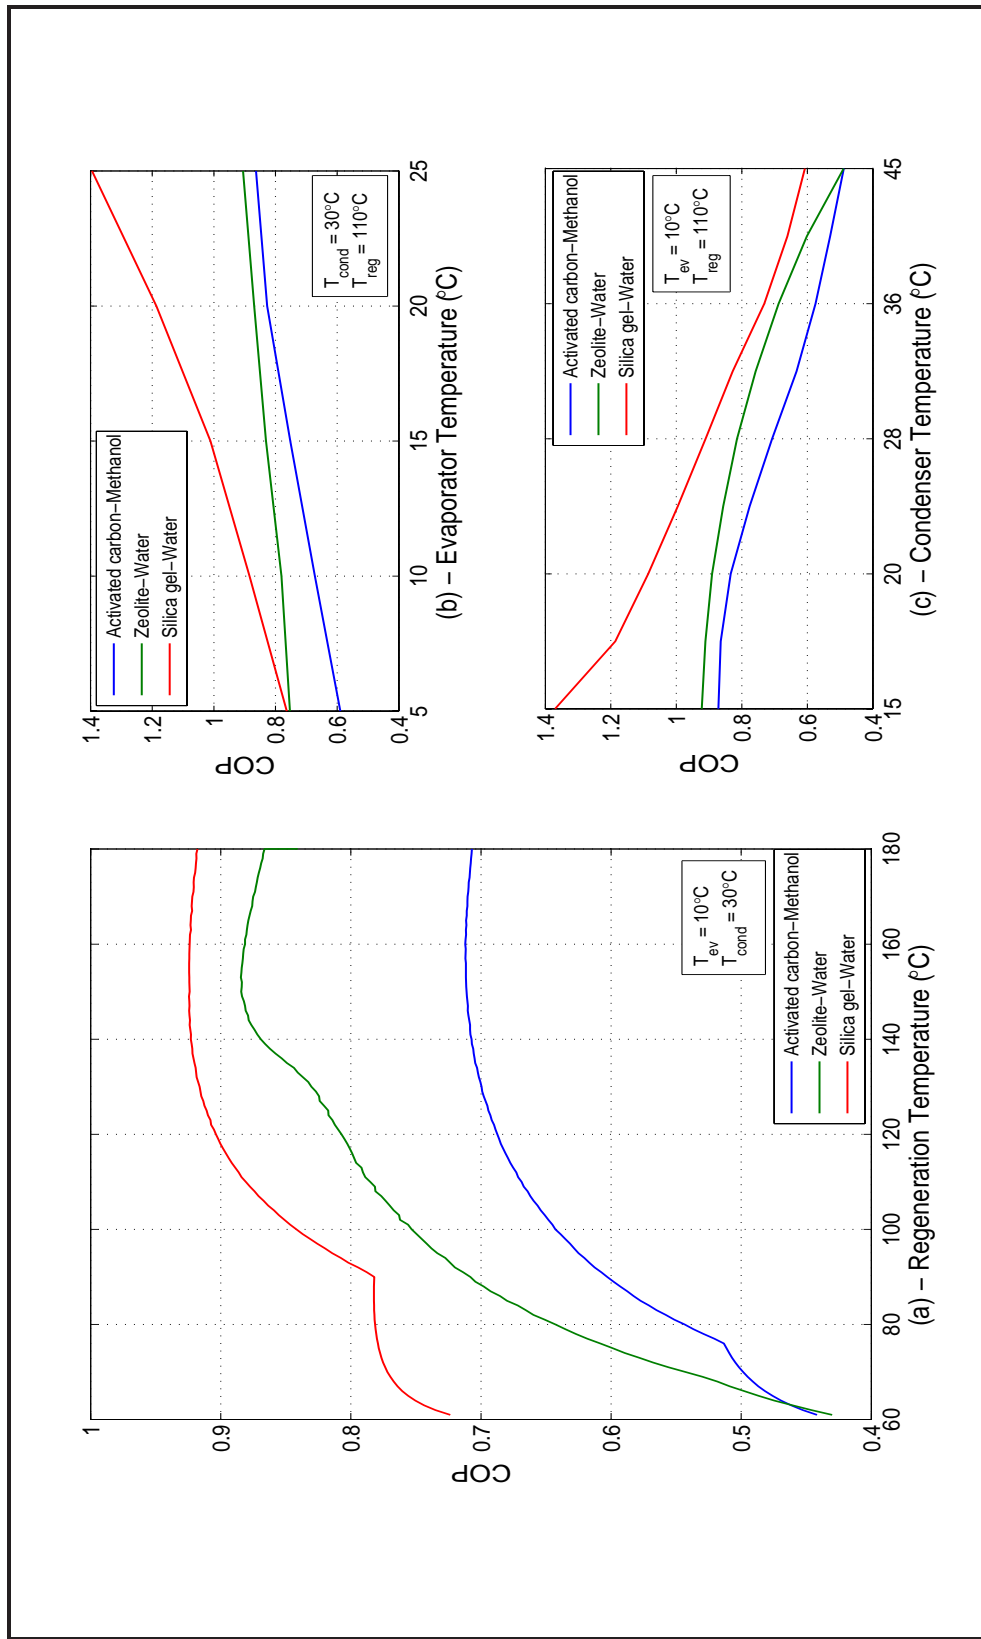 1
0.9
0.8
0.7
0.6
0.5
0.4
COP
60
80
100
120
140
160
180
(a) − Regeneration Temperature (°C)
T_ev = 10°C
T_cond = 30°C
Activated carbon−Methanol
Zeolite−Water
Silica gel−Water
1.4
1.2
1
0.8
0.6
0.4
COP
5
10
15
20
25
(b) − Evaporator Temperature (°C)
Activated carbon−Methanol
Zeolite−Water
Silica gel−Water
T_cond = 30°C
T_reg = 110°C
1.4
1.2
1
0.8
0.6
0.4
COP
15
20
28
36
45
(c) − Condenser Temperature (°C)
Activated carbon−Methanol
Zeolite−Water
Silica gel−Water
T_ev = 10°C
T_reg = 110°C